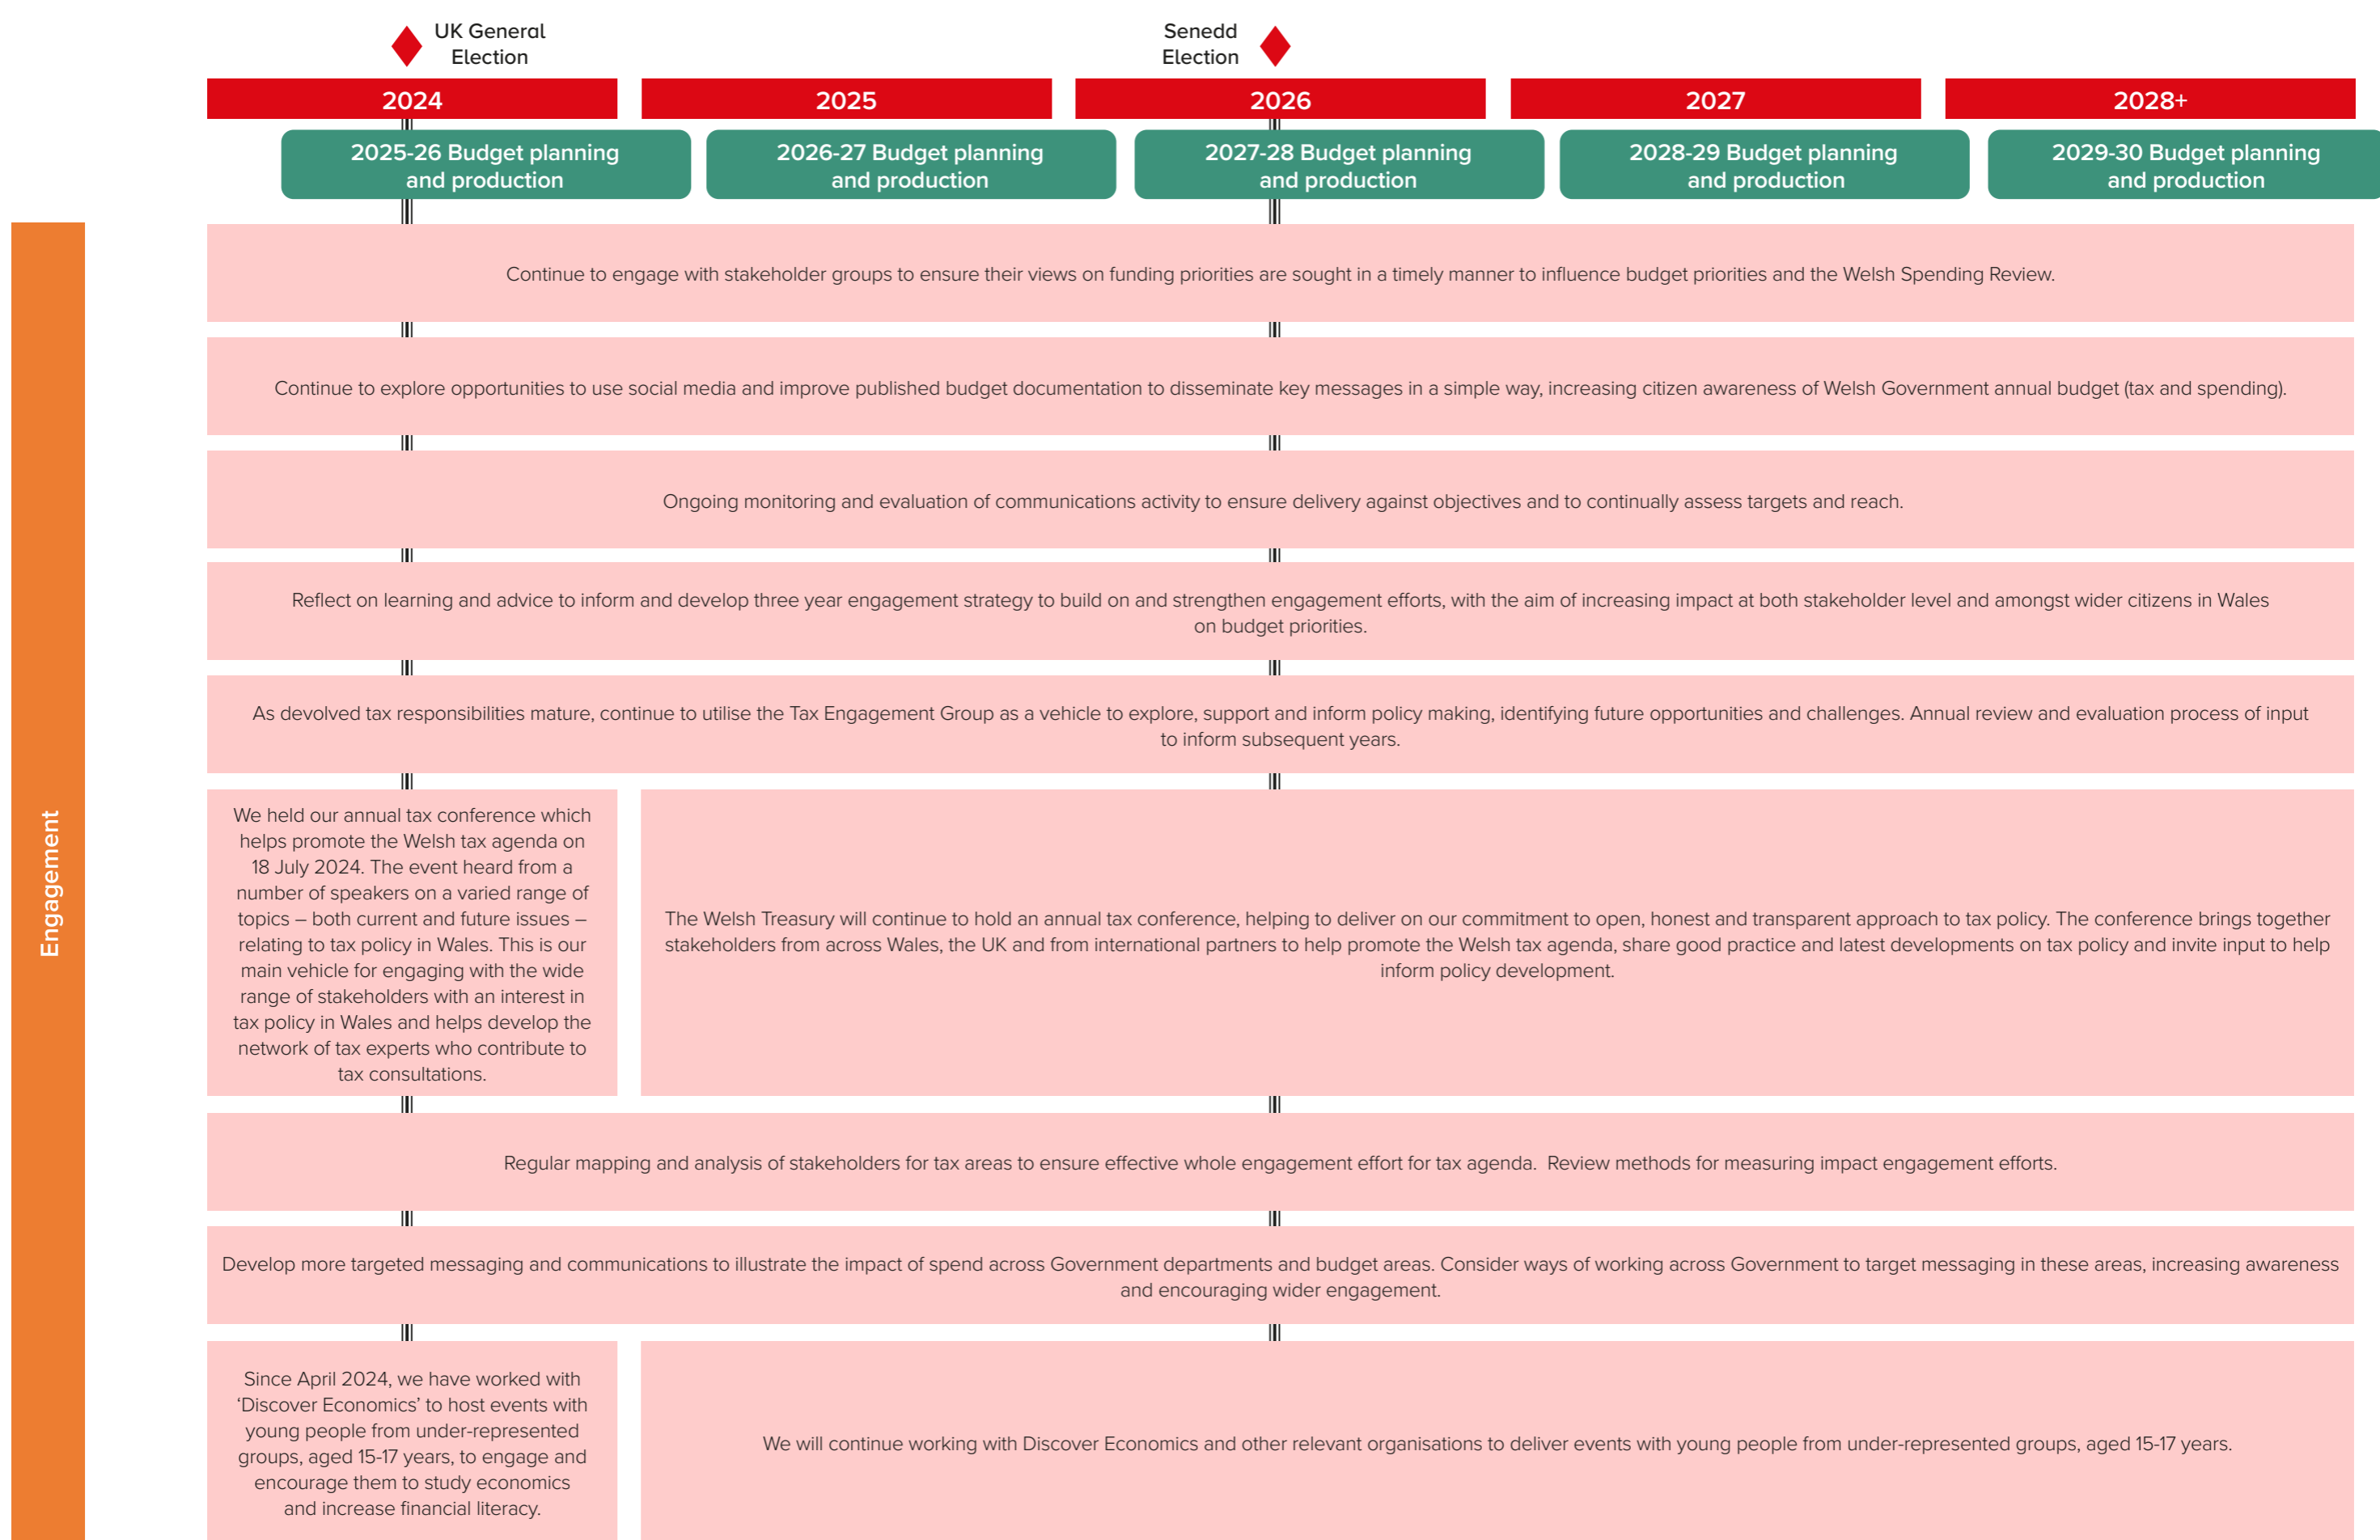 UK General
Election
Senedd
Election
2024
2025
2026
2027
2028+
2025-26 Budget planning
and production
2026-27 Budget planning
and production
2027-28 Budget planning
and production
2028-29 Budget planning
and production
2029-30 Budget planning
and production
Engagement
Continue to engage with stakeholder groups to ensure their views on funding priorities are sought in a timely manner to influence budget priorities and the Welsh Spending Review.
Continue to explore opportunities to use social media and improve published budget documentation to disseminate key messages in a simple way, increasing citizen awareness of Welsh Government annual budget (tax and spending).
Ongoing monitoring and evaluation of communications activity to ensure delivery against objectives and to continually assess targets and reach.
Reflect on learning and advice to inform and develop three year engagement strategy to build on and strengthen engagement efforts, with the aim of increasing impact at both stakeholder level and amongst wider citizens in Wales
on budget priorities.
As devolved tax responsibilities mature, continue to utilise the Tax Engagement Group as a vehicle to explore, support and inform policy making, identifying future opportunities and challenges. Annual review and evaluation process of input
to inform subsequent years.
We held our annual tax conference which
helps promote the Welsh tax agenda on
18 July 2024. The event heard from a
number of speakers on a varied range of
topics – both current and future issues –
relating to tax policy in Wales. This is our
main vehicle for engaging with the wide
range of stakeholders with an interest in
tax policy in Wales and helps develop the
network of tax experts who contribute to
tax consultations.
The Welsh Treasury will continue to hold an annual tax conference, helping to deliver on our commitment to open, honest and transparent approach to tax policy. The conference brings together
stakeholders from across Wales, the UK and from international partners to help promote the Welsh tax agenda, share good practice and latest developments on tax policy and invite input to help
inform policy development.
Regular mapping and analysis of stakeholders for tax areas to ensure effective whole engagement effort for tax agenda.  Review methods for measuring impact engagement efforts.
Develop more targeted messaging and communications to illustrate the impact of spend across Government departments and budget areas. Consider ways of working across Government to target messaging in these areas, increasing awareness
and encouraging wider engagement.
Since April 2024, we have worked with
‘Discover Economics’ to host events with
young people from under-represented
groups, aged 15-17 years, to engage and
encourage them to study economics
and increase financial literacy.
We will continue working with Discover Economics and other relevant organisations to deliver events with young people from under-represented groups, aged 15-17 years.